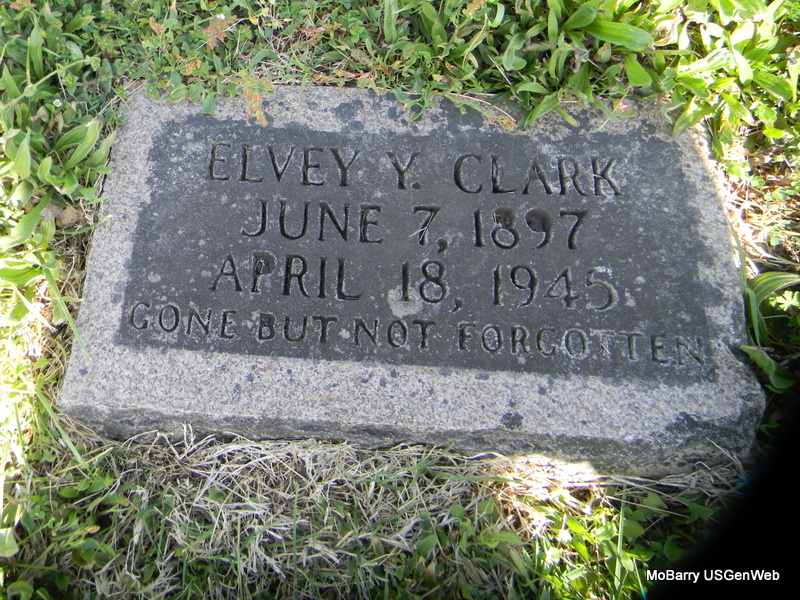 ELVEY Y. CLARK
JUNE 7, 1897
APRIL 18, 1945
GONE BUT NOT FORGOTTEN
MoBarry USGenWeb